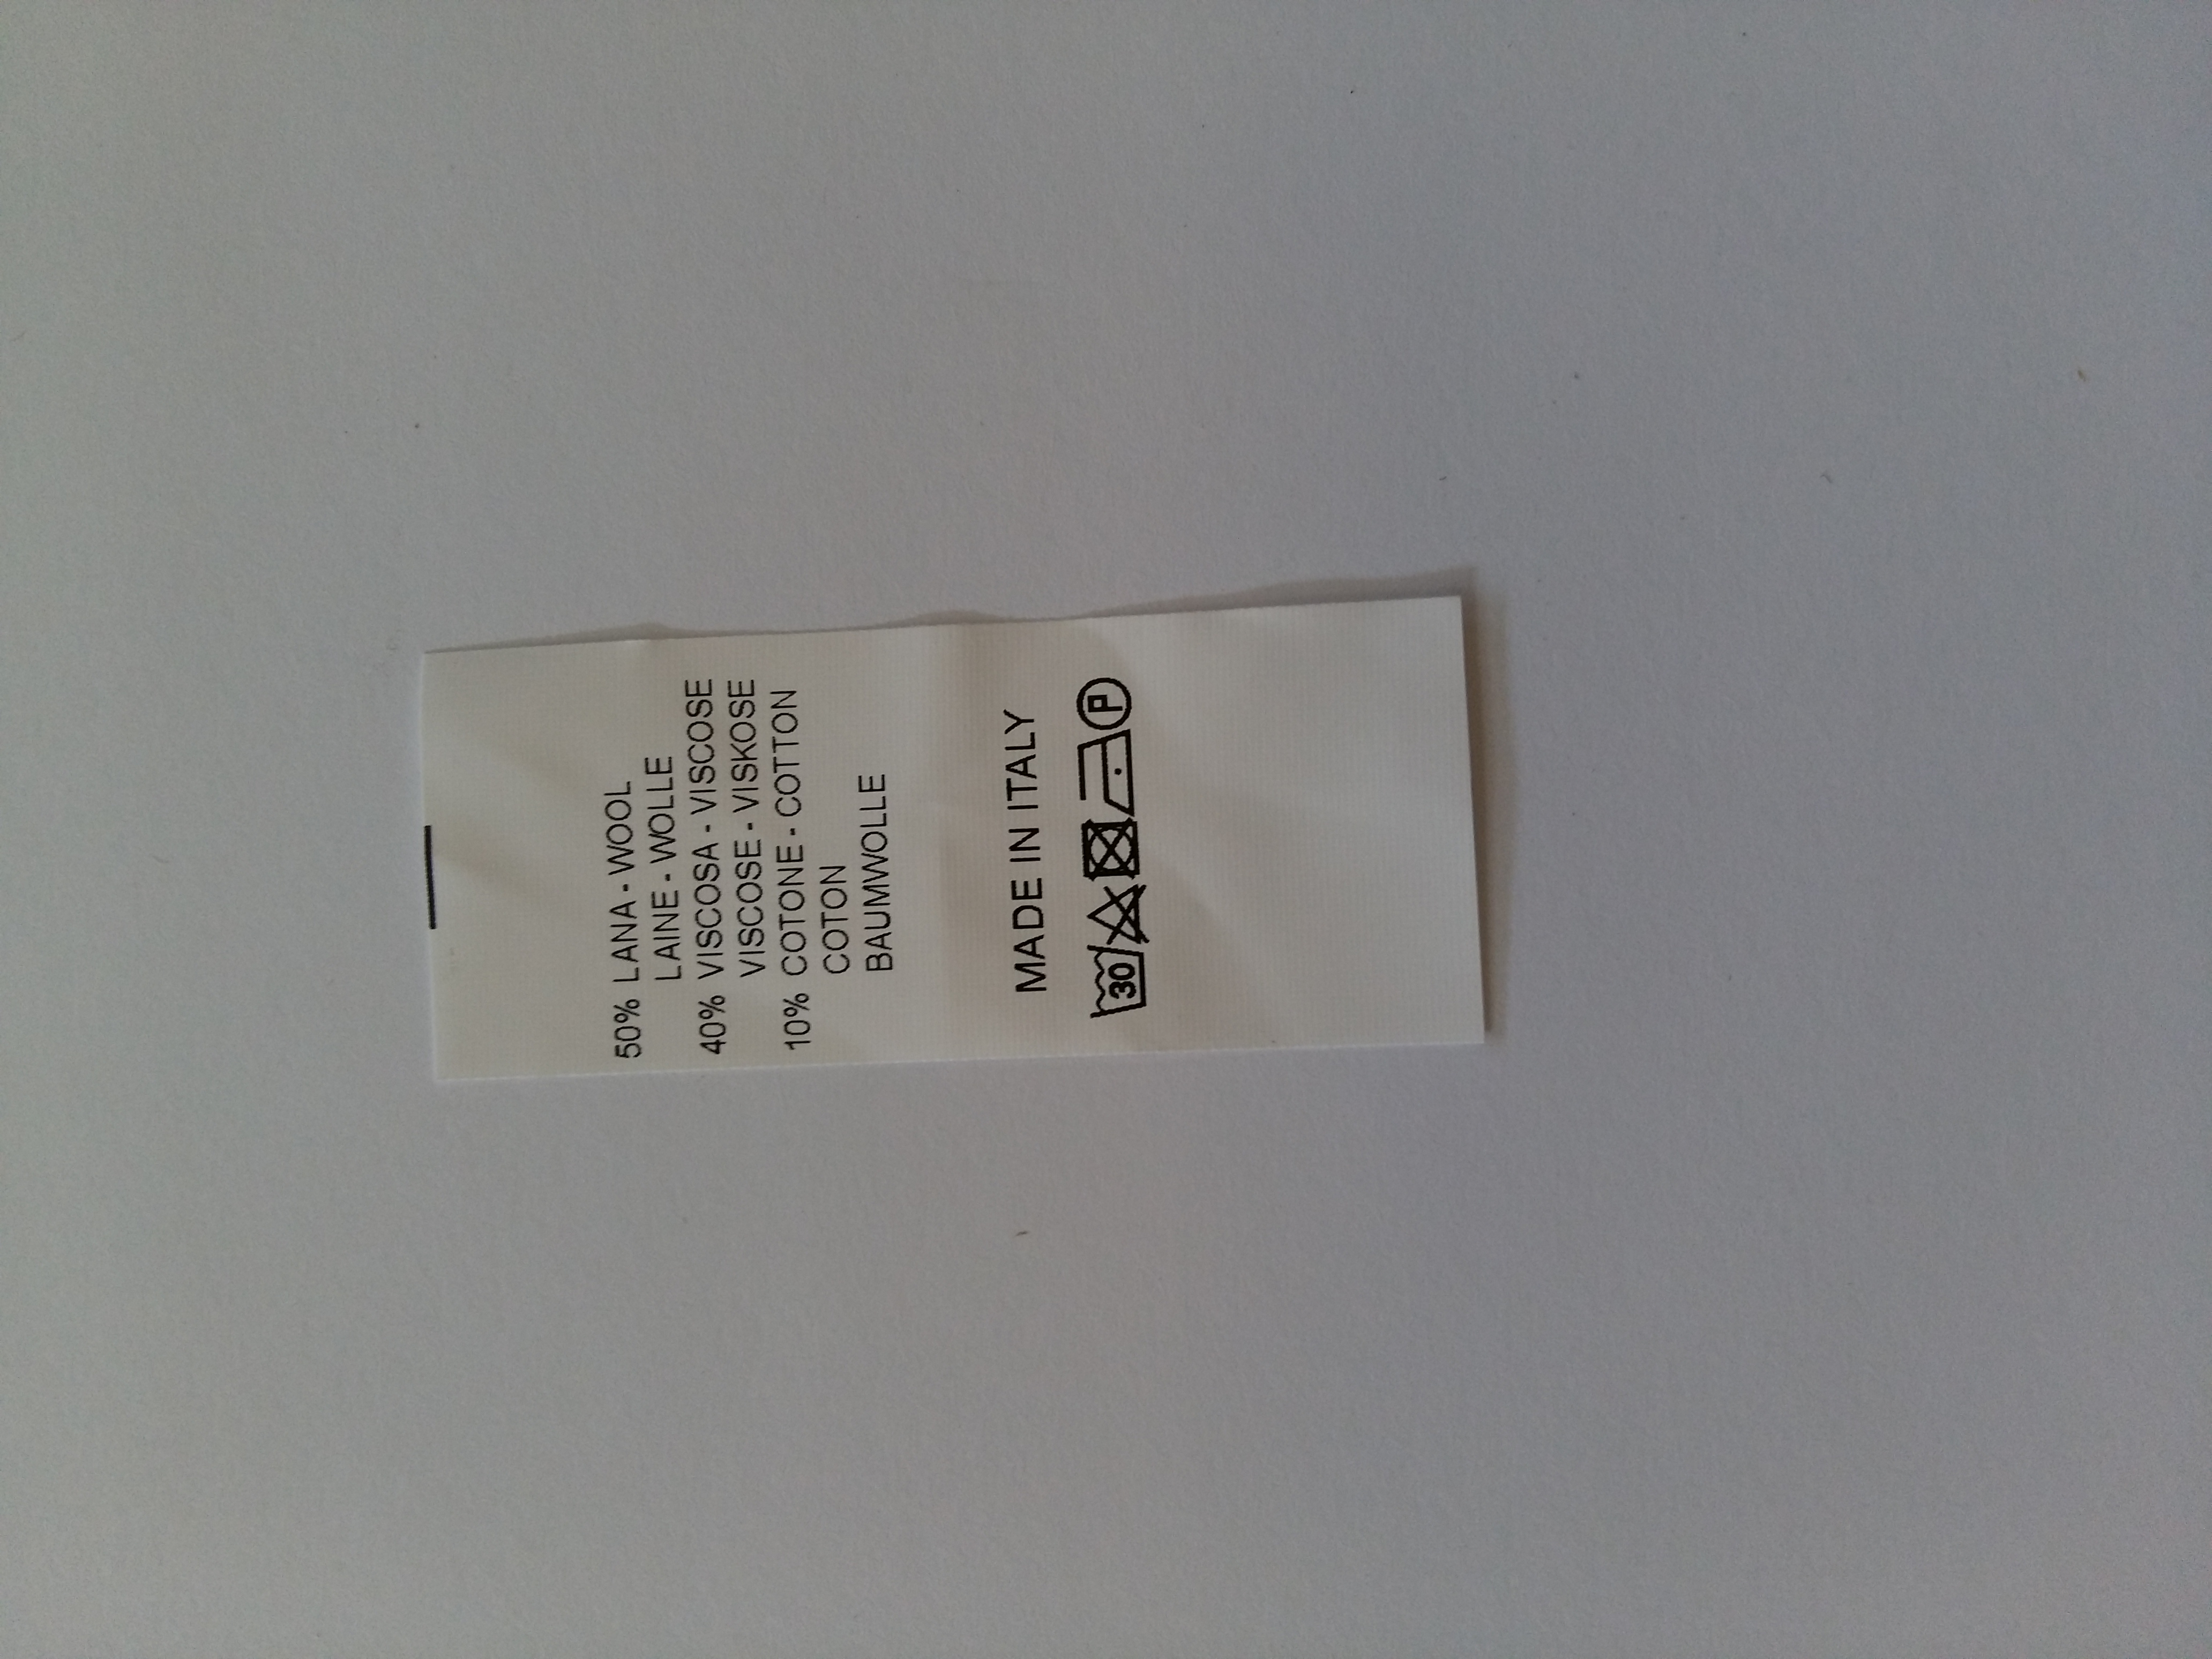 50% LANA - WOOL
LAINE - WOLLE
40% VISCOSA - VISCOSE
VISCOSE - VISKOSE
10% COTONE - COTTON
COTON
BAUMWOLLE
MADE IN ITALY
30 P